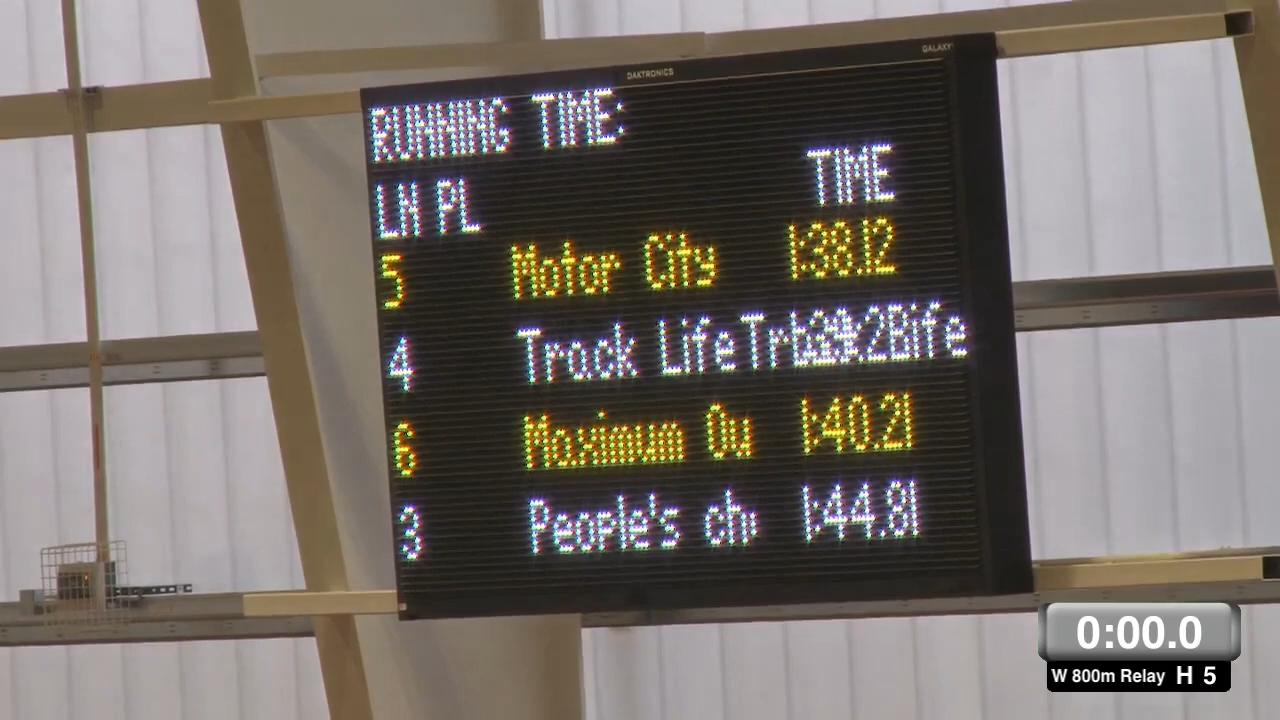 DAKTRONICS GALAXY
RUNNING TIME:
LN PL TIME
5 Motor City 1:38.12
4 Track Life
6 Maximum Ou 1:40.21
3 People's ch 1:44.81
0:00.0
W 800m Relay H 5